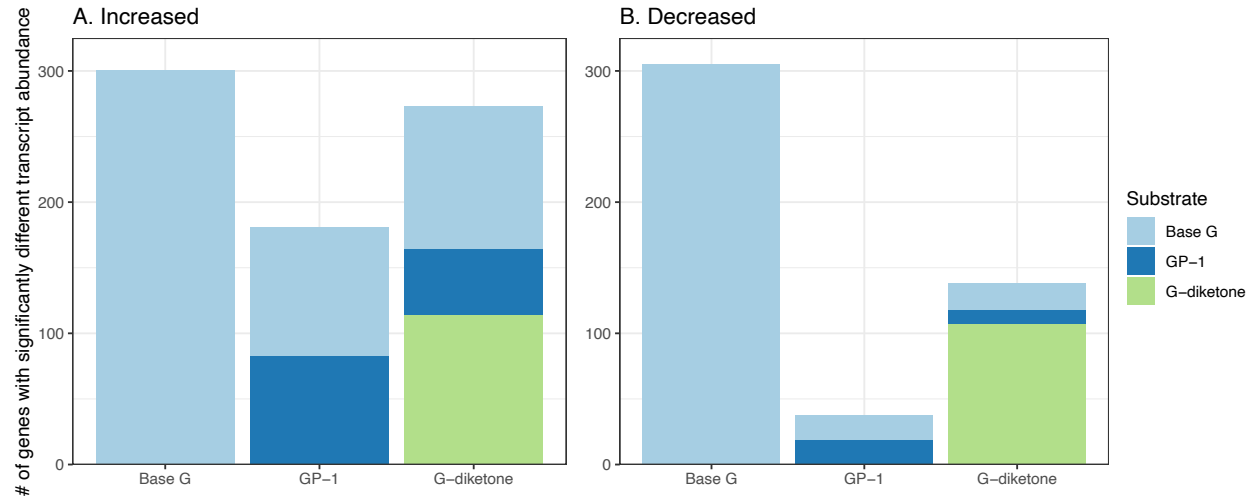 # of genes with significantly different transcript abundance
A. Increased
300
200
100
0
Base G
GP−1
G−diketone
B. Decreased
300
200
100
0
Base G
GP−1
G−diketone
Substrate
Base G
GP−1
G−diketone